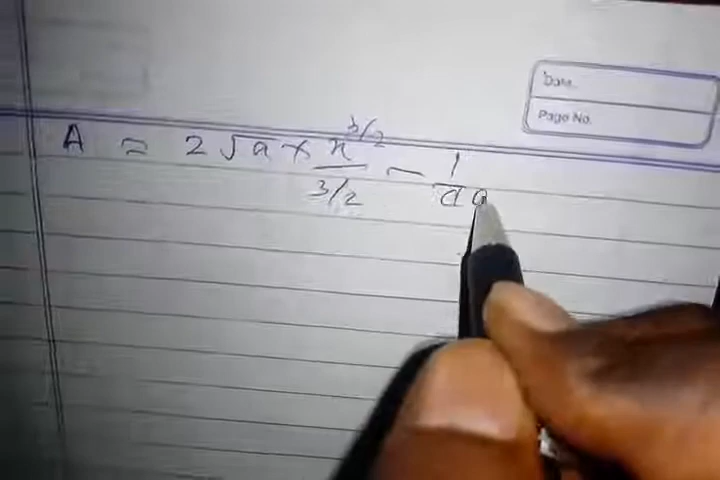 Date.
Page No.
A = 2 √a × x^3/2 / 3/2 - 1/a a